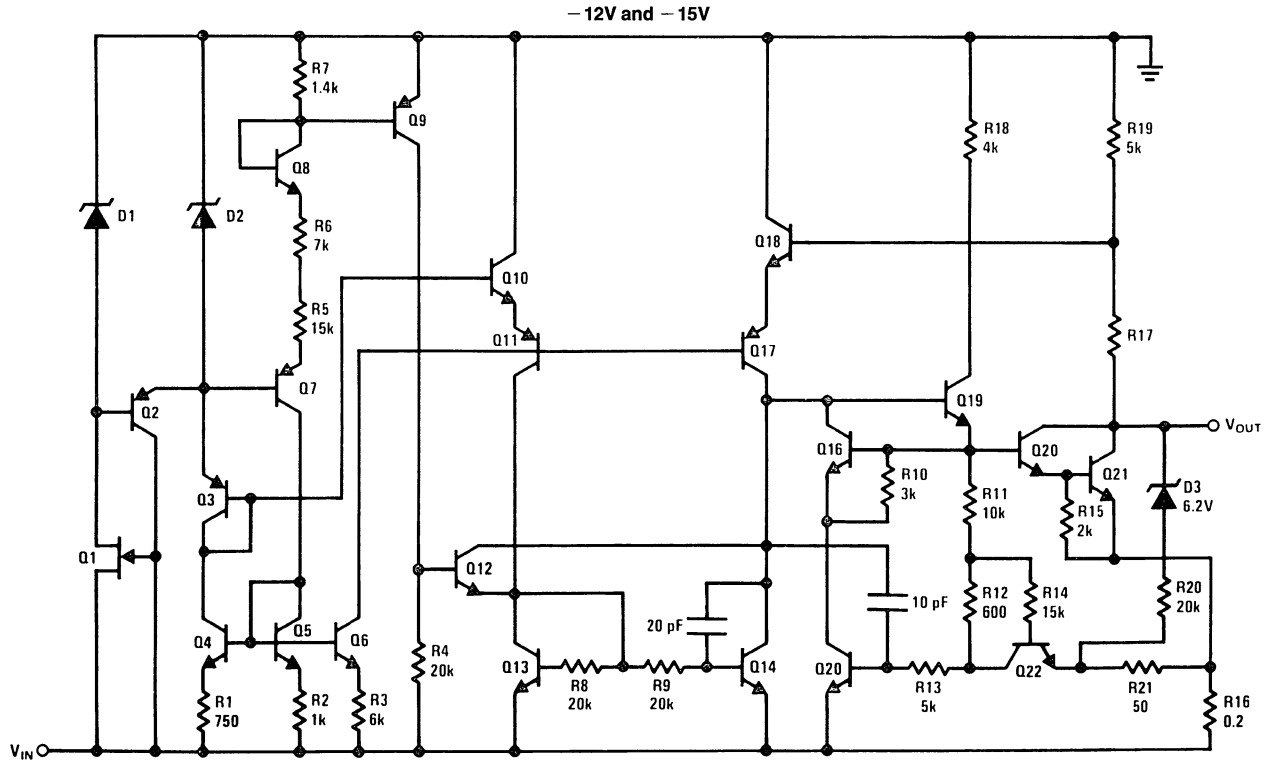 −12V and −15V
R7
1.4k
Q9
Q8
R18
4k
R19
5k
D1
D2
R6
7k
Q18
Q10
R5
15k
Q11
Q17
R17
Q7
Q2
Q19
VOUT
Q16
Q20
Q21
R10
3k
Q3
R11
10k
R15
2k
D3
6.2V
Q1
Q12
10 pF
R12
600
R14
15k
R20
20k
20 pF
Q4
Q5
Q6
R4
20k
Q13
R8
20k
R9
20k
Q14
Q20
R13
5k
Q22
R21
50
R16
0.2
R1
750
R2
1k
R3
6k
VIN